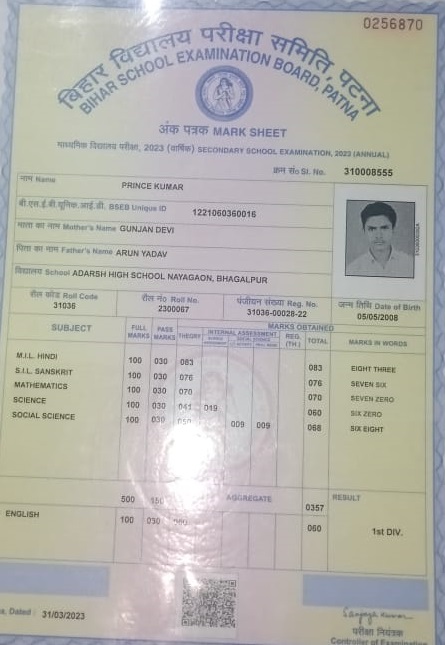 0256870
बिहार विद्यालय परीक्षा समिति, पटना
BIHAR SCHOOL EXAMINATION BOARD, PATNA
अंक पत्रक MARK SHEET
माध्यमिक विद्यालय परीक्षा, 2023 (वार्षिक) SECONDARY SCHOOL EXAMINATION, 2023 (ANNUAL)
क्रम सं० Sl. No. 310008555
नाम Name PRINCE KUMAR
बी.एस.ई.बी.यूनिक.आई.डी. BSEB Unique ID 1221060360016
माता का नाम Mother's Name GUNJAN DEVI
पिता का नाम Father's Name ARUN YADAV
विद्यालय School ADARSH HIGH SCHOOL NAYAGAON, BHAGALPUR
रौल कोड Roll Code रौल नं० Roll No. पंजीयन संख्या Reg. No. जन्म तिथि Date of Birth
31036 2300067 31036-00028-22 05/05/2008
SUBJECT FULL MARKS PASS MARKS THEORY INTERNAL ASSESSMENT MARKS OBTAINED REG. (TH.) TOTAL MARKS IN WORDS
M.I.L. HINDI 100 030 083 083 EIGHT THREE
S.I.L. SANSKRIT 100 030 076 076 SEVEN SIX
MATHEMATICS 100 030 070 070 SEVEN ZERO
SCIENCE 100 030 041 019 060 SIX ZERO
SOCIAL SCIENCE 100 030 050 009 009 068 SIX EIGHT
500 150 AGGREGATE 0357 RESULT
ENGLISH 100 030 060 1st DIV.
Dated : 31/03/2023
Sanjay Kumar
परीक्षा नियंत्रक
Controller of Examination